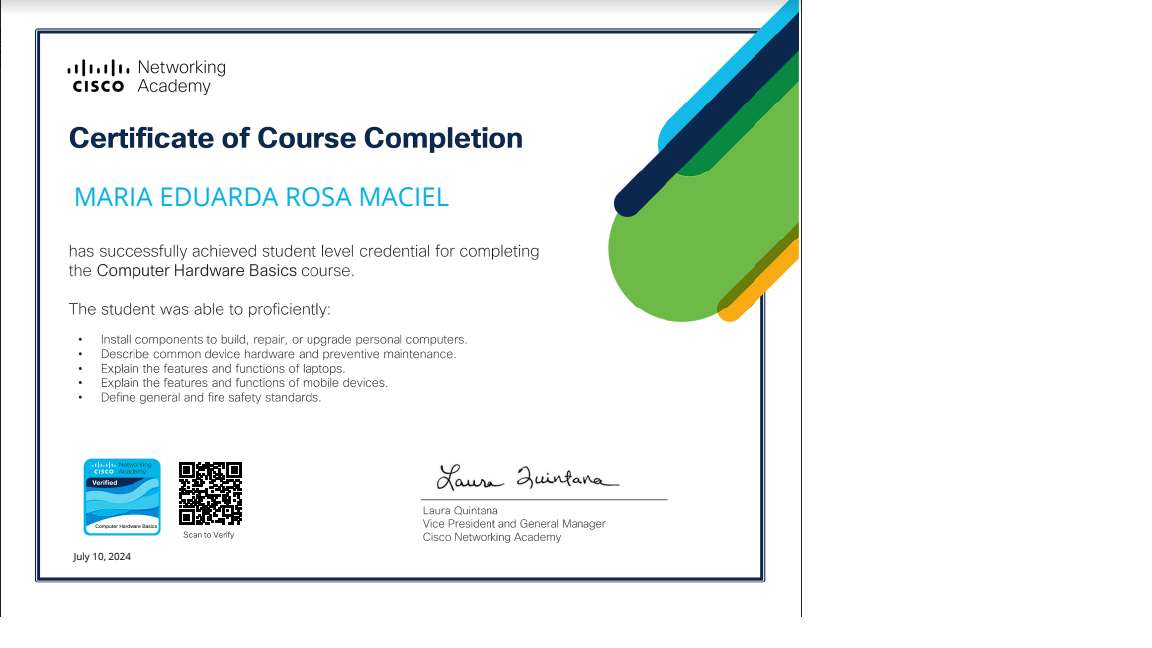 Networking
CISCO Academy
Certificate of Course Completion
MARIA EDUARDA ROSA MACIEL
has successfully achieved student level credential for completing
the Computer Hardware Basics course.
The student was able to proficiently:
• Install components to build, repair, or upgrade personal computers.
• Describe common device hardware and preventive maintenance.
• Explain the features and functions of laptops.
• Explain the features and functions of mobile devices.
• Define general and fire safety standards.
Networking
CISCO Academy
Verified
Computer Hardware Basics
Scan to Verify
July 10, 2024
Laura Quintana
Laura Quintana
Vice President and General Manager
Cisco Networking Academy